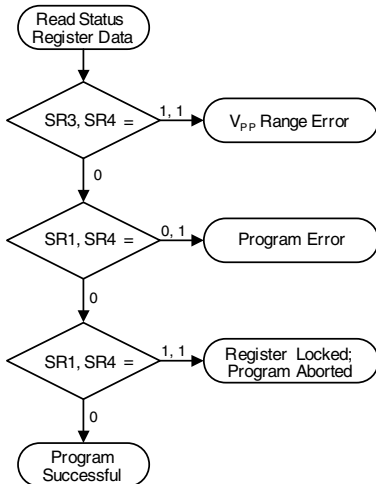 Read Status
Register Data
SR3, SR4 =
1, 1
V_PP Range Error
0
SR1, SR4 =
0, 1
Program Error
0
SR1, SR4 =
1, 1
Register Locked;
Program Aborted
0
Program
Successful